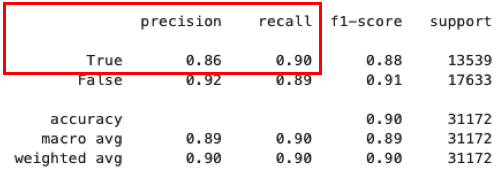 precision recall f1-score support
True 0.86 0.90 0.88 13539
False 0.92 0.89 0.91 17633
accuracy 0.90 31172
macro avg 0.89 0.90 0.89 31172
weighted avg 0.90 0.90 0.90 31172